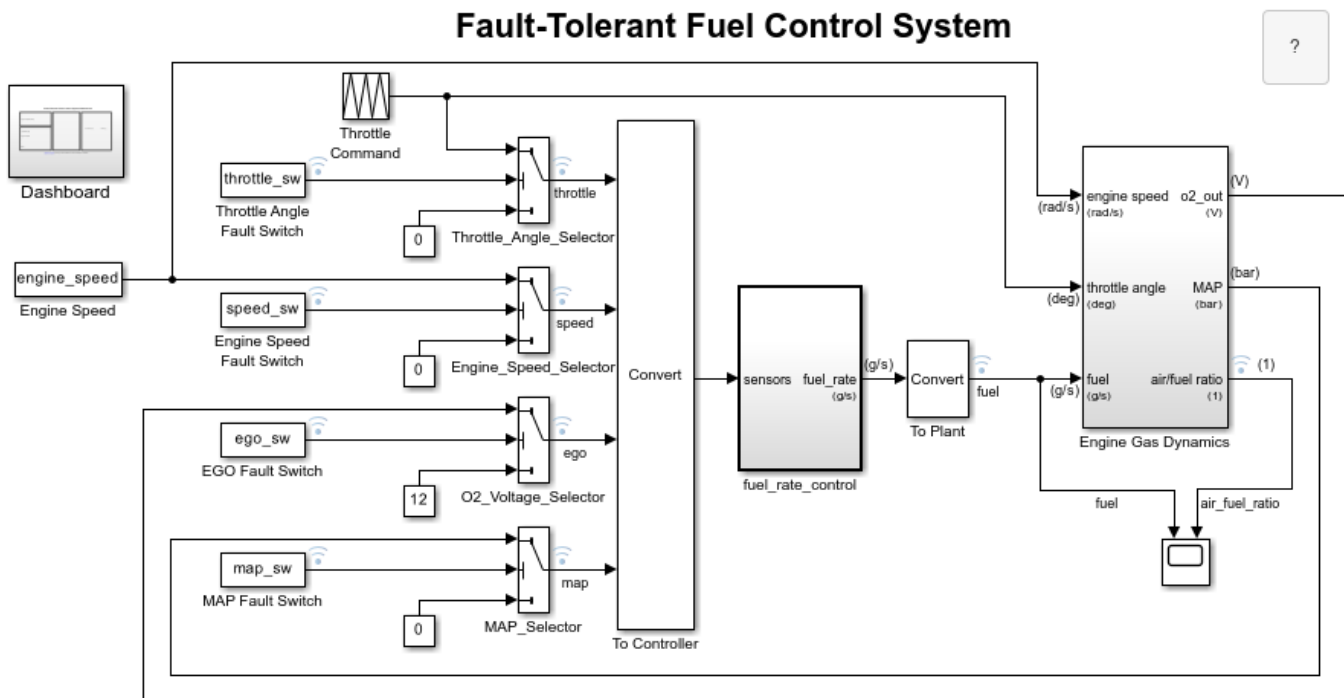 Fault-Tolerant Fuel Control System
?
Dashboard
Throttle
Command
throttle_sw
Throttle Angle
Fault Switch
0
throttle
Throttle_Angle_Selector
engine_speed
Engine Speed
speed_sw
Engine Speed
Fault Switch
0
speed
Engine_Speed_Selector
ego_sw
EGO Fault Switch
12
ego
O2_Voltage_Selector
map_sw
MAP Fault Switch
0
map
MAP_Selector
Convert
To Controller
sensors
fuel_rate
(g/s)
fuel_rate_control
(g/s)
Convert
To Plant
fuel
(rad/s)
engine speed
(rad/s)
o2_out
(V)
(V)
(deg)
throttle angle
(deg)
MAP
(bar)
(bar)
(g/s)
fuel
(g/s)
air/fuel ratio
(1)
(1)
Engine Gas Dynamics
fuel
air_fuel_ratio